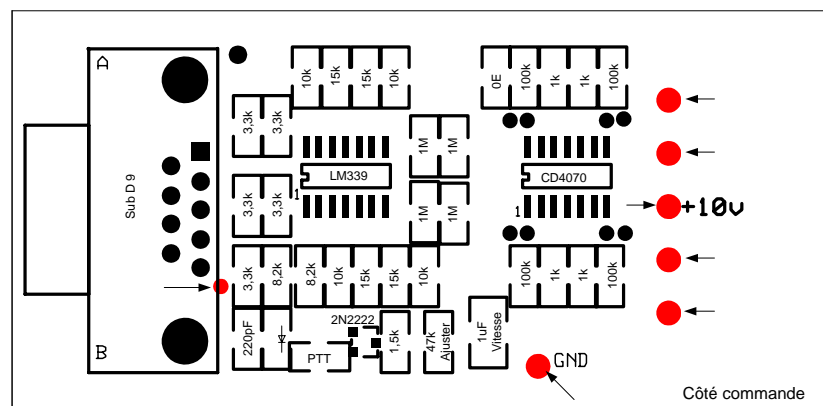 A
Sub D 9
B
10k
15k
15k
10k
0E
100k
1k
1k
100k
3,3k
3,3k
1M
1M
LM339
1
CD4070
1
3,3k
3,3k
1M
1M
+10v
3,3k
8,2k
8,2k
10k
15k
15k
10k
100k
1k
1k
100k
220pF
PTT
2N2222
1,5k
47k
Ajuster
1uF
Vitesse
GND
Côté commande